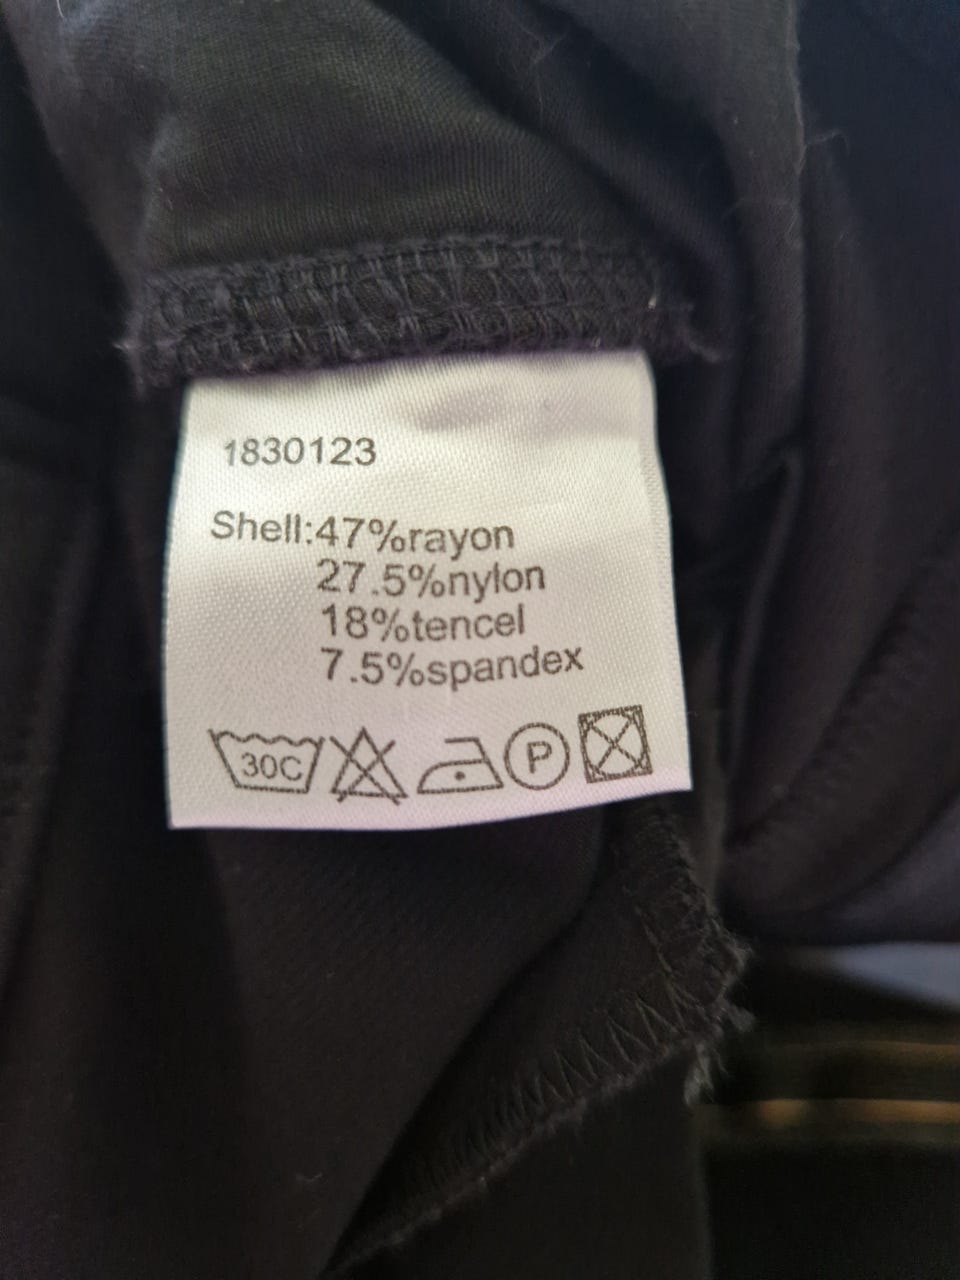 1830123
Shell:47%rayon
27.5%nylon
18%tencel
7.5%spandex
30C P